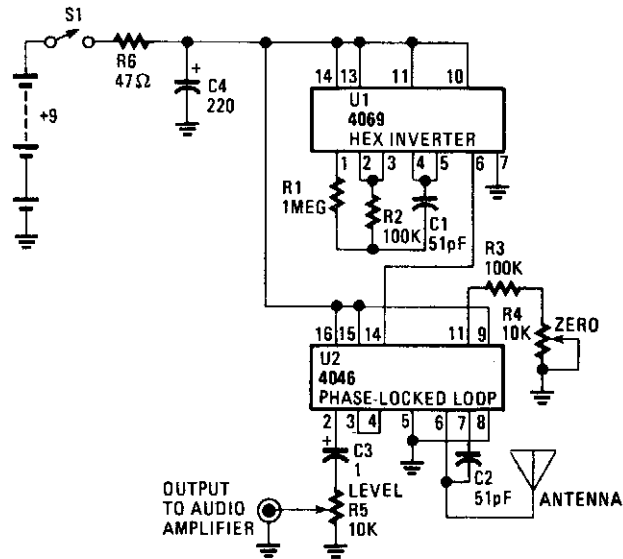 S1
R6
47Ω
+
C4
220
+9
14 13 11 10
U1
4069
HEX INVERTER
1 2 3 4 5 6 7
R1
1MEG
R2
100K
C1
51pF
R3
100K
R4
10K
ZERO
16 15 14 11 9
U2
4046
PHASE-LOCKED LOOP
2 3 4 5 6 7 8
+
C3
1
LEVEL
R5
10K
C2
51pF
ANTENNA
OUTPUT
TO AUDIO
AMPLIFIER